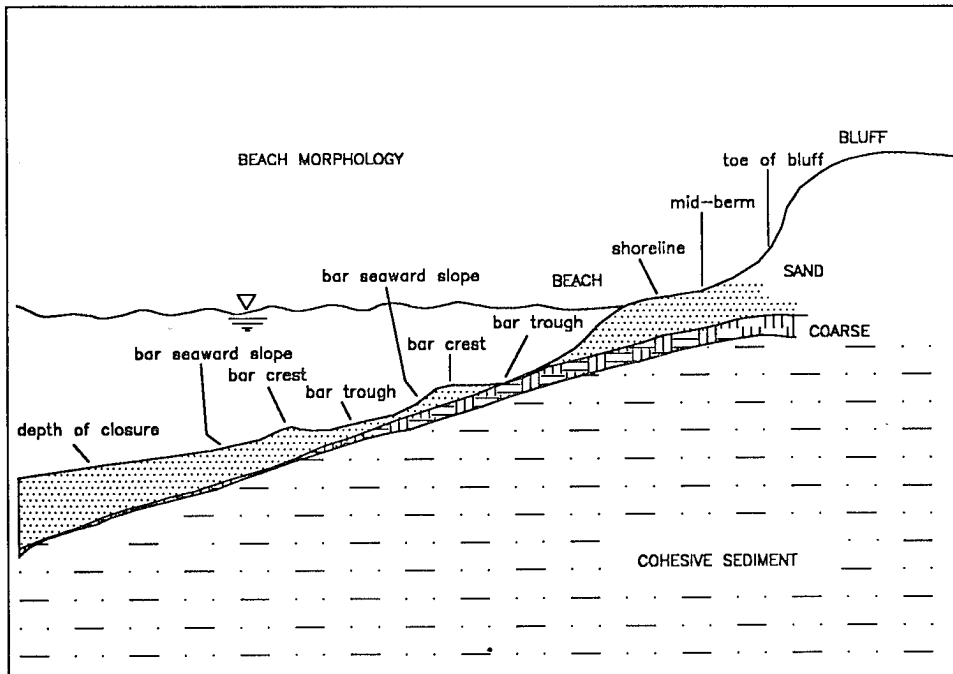 BLUFF
toe of bluff
BEACH MORPHOLOGY
mid-berm
shoreline
bar seaward slope
BEACH
SAND
bar trough
COARSE
bar crest
bar seaward slope
bar crest
bar trough
depth of closure
COHESIVE SEDIMENT